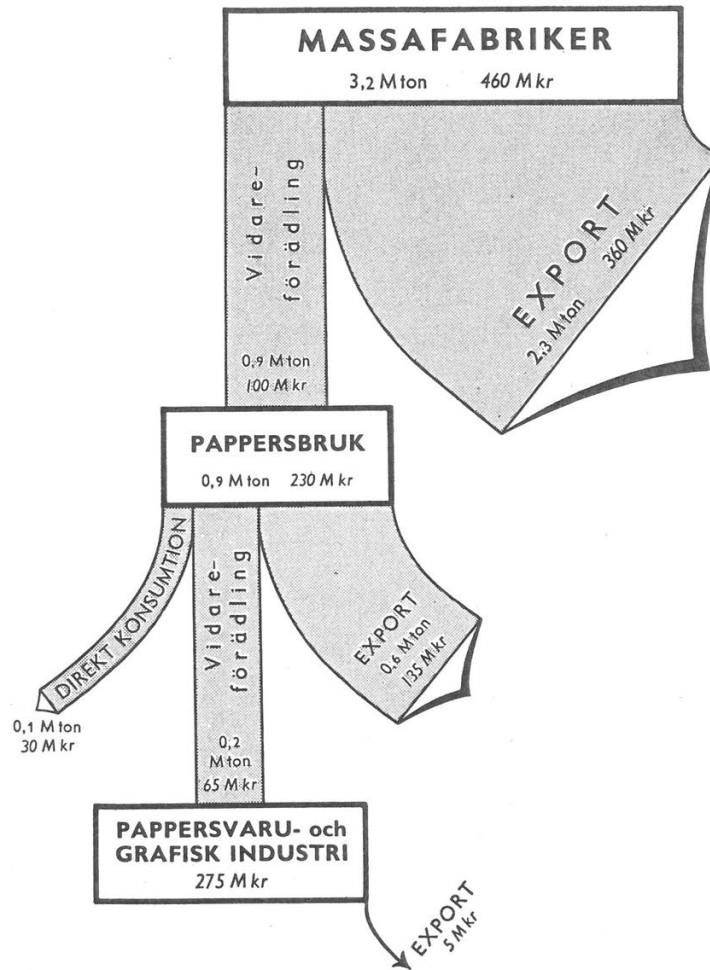 MASSAFABRIKER
3,2 M ton 460 M kr
Vidare-
förädling
0,9 M ton
100 M kr
EXPORT
2,3 M ton 360 M kr
PAPPERSBRUK
0,9 M ton 230 M kr
DIREKT KONSUMTION
0,1 M ton
30 M kr
Vidare-
förädling
0,2
M ton
65 M kr
EXPORT
0,6 M ton
135 M kr
PAPPERSVARU- och
GRAFISK INDUSTRI
275 M kr
EXPORT
5 M kr